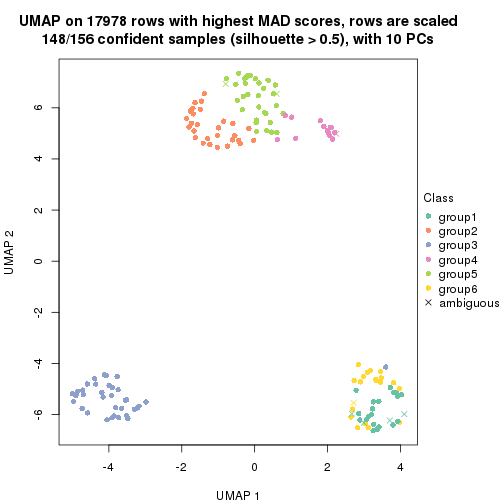 UMAP on 17978 rows with highest MAD scores, rows are scaled
148/156 confident samples (silhouette > 0.5), with 10 PCs
6
4
2
0
-2
-4
-6
UMAP 2
-4
-2
0
2
4
UMAP 1
Class
group1
group2
group3
group4
group5
group6
ambiguous